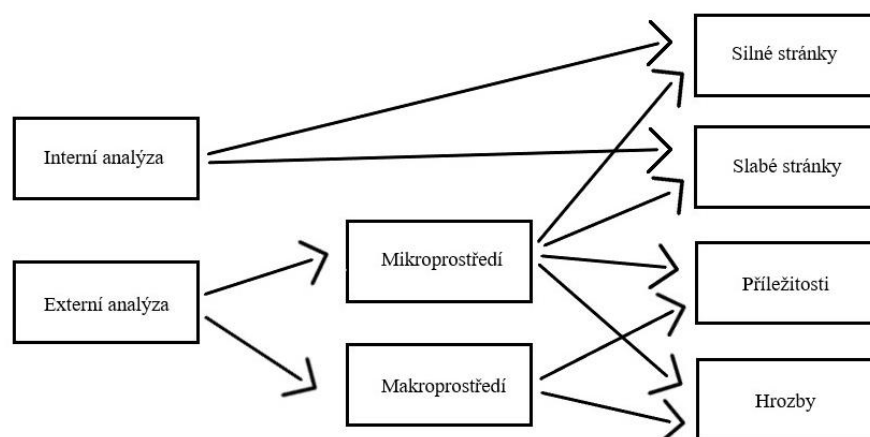 Interní analýza
Externí analýza
Mikroprostředí
Makroprostředí
Silné stránky
Slabé stránky
Příležitosti
Hrozby